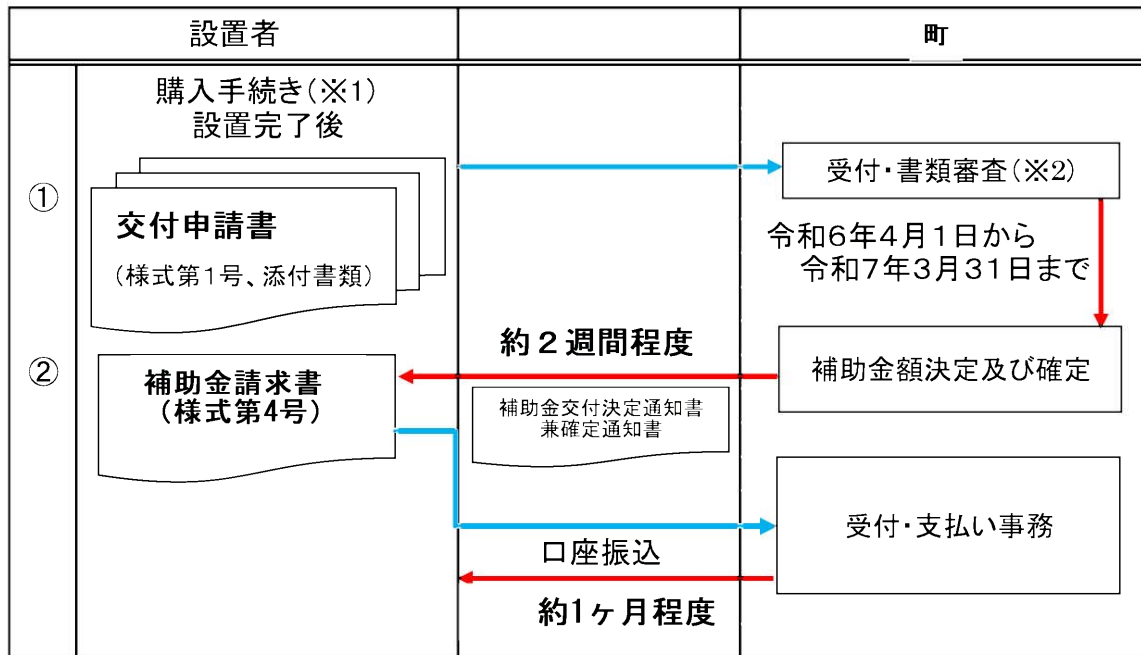 設置者
町
購入手続き(※1)
設置完了後
①
交付申請書
(様式第1号、添付書類)
受付・書類審査(※2)
令和6年4月1日から
令和7年3月31日まで
約2週間程度
②
補助金請求書
(様式第4号)
補助金交付決定通知書
兼確定通知書
補助金額決定及び確定
受付・支払い事務
口座振込
約1ヶ月程度